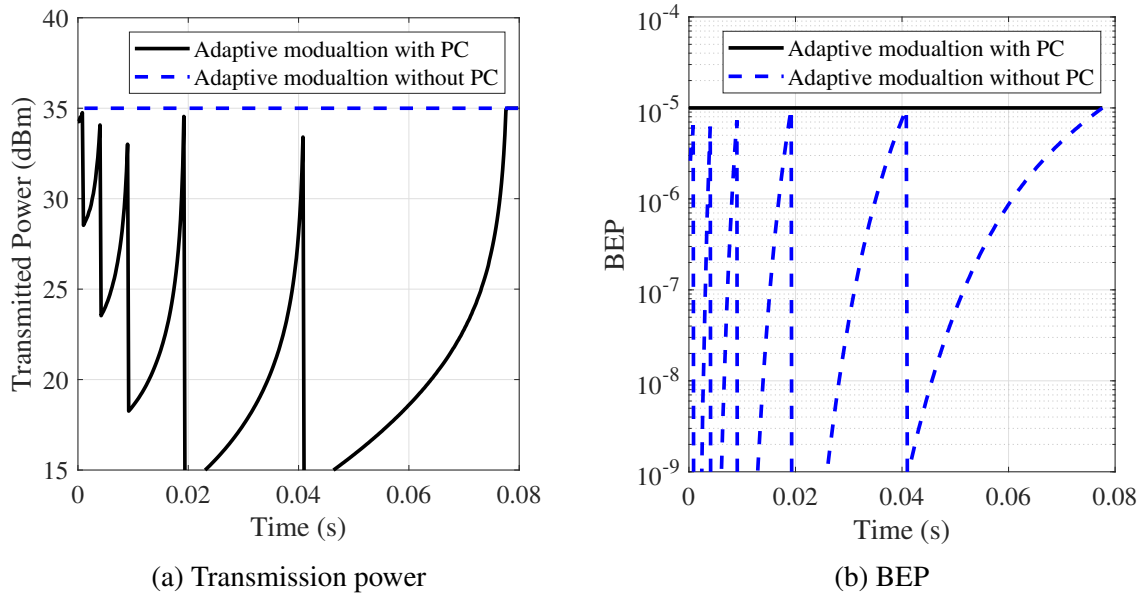 40
35
30
25
20
15
Transmitted Power (dBm)
Adaptive modualtion with PC
Adaptive modualtion without PC
0
0.02
0.04
0.06
0.08
Time (s)
(a) Transmission power
10^-4
10^-5
10^-6
10^-7
10^-8
10^-9
BEP
Adaptive modualtion with PC
Adaptive modualtion without PC
0
0.02
0.04
0.06
0.08
Time (s)
(b) BEP